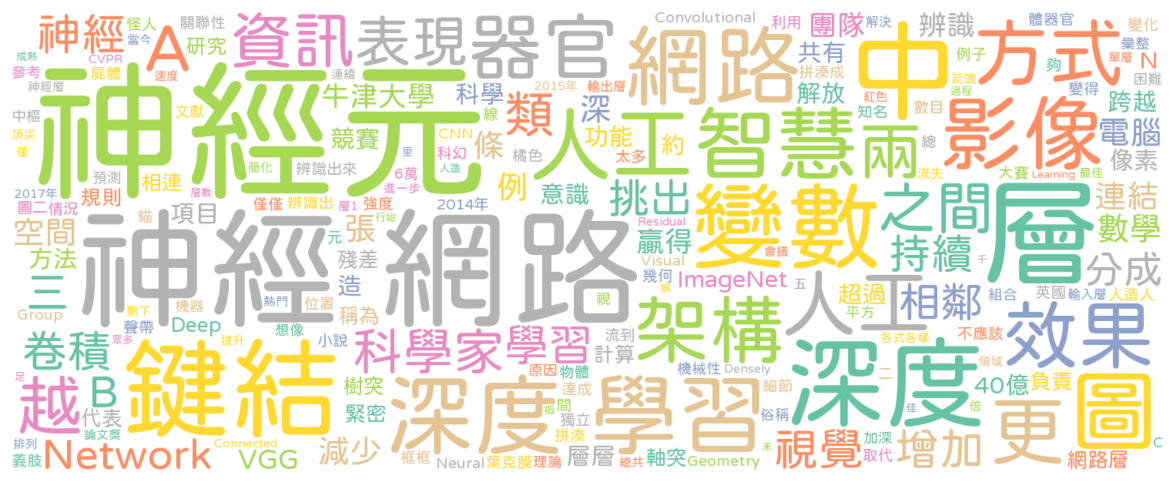 神經
A
資訊
表現
器官
網路
中
方式
影像
神經元
人工
智慧
兩
神經
網路
變數
之間
持續
層
架構
人工
相鄰
深度
效果
圖
鍵結
越
深度
學習
科學家
學習
更
增加
視覺
Network
VGG
減少
卷積
B
三
空間
方法
怪人
當今
CVPR
成熟
參考
神經層
中樞
頂尖
僅
2017年
圖二情況
屍體
速度
研究
關聯性
文獻
預測
相連
規則
簡化
層數
牛津大學
連續
競賽
線
科學
CNN
科幻
里
人造
辨識出來
6萬
進一步
強度
僅僅
辨識出
層1
2014年
貓
項目
行始
元
張
殘差
造
稱為
位置
熱門
機器
聲帶
剩下
Group
眾多
提升
Deep
想像
小說
代表
論文獎
足
排列
義肢
Connected
樹突
緊密
框框
Neural
葉克膜
理論
拼湊
指
間
達成
物體
原因
計算
流到
層層
獨立
總共
軸突
Geometry
細節
俗稱
機械性
Densely
Convolutional
利用
團隊
解決
辨識
共有
拼湊成
解放
2015年
輸出層
深
類
條
橘色
功能
太多
約
例
意識
挑出
贏得
Residual
Visual
幾何
解
視
ImageNet
會議
千
五
紅色
數目
知名
總
流失
大賽
Learning
最佳
箭頭
過程
例子
體器官
夠
彙整
變化
單層
N
困難
變得
跨越
電腦
像素
連結
數學
分成
超過
平方
英國
組合
輸入層
人造人
不應該
各式各樣
領域
二
40億
負責
佳
倍
未
加深
取代
網路層
C